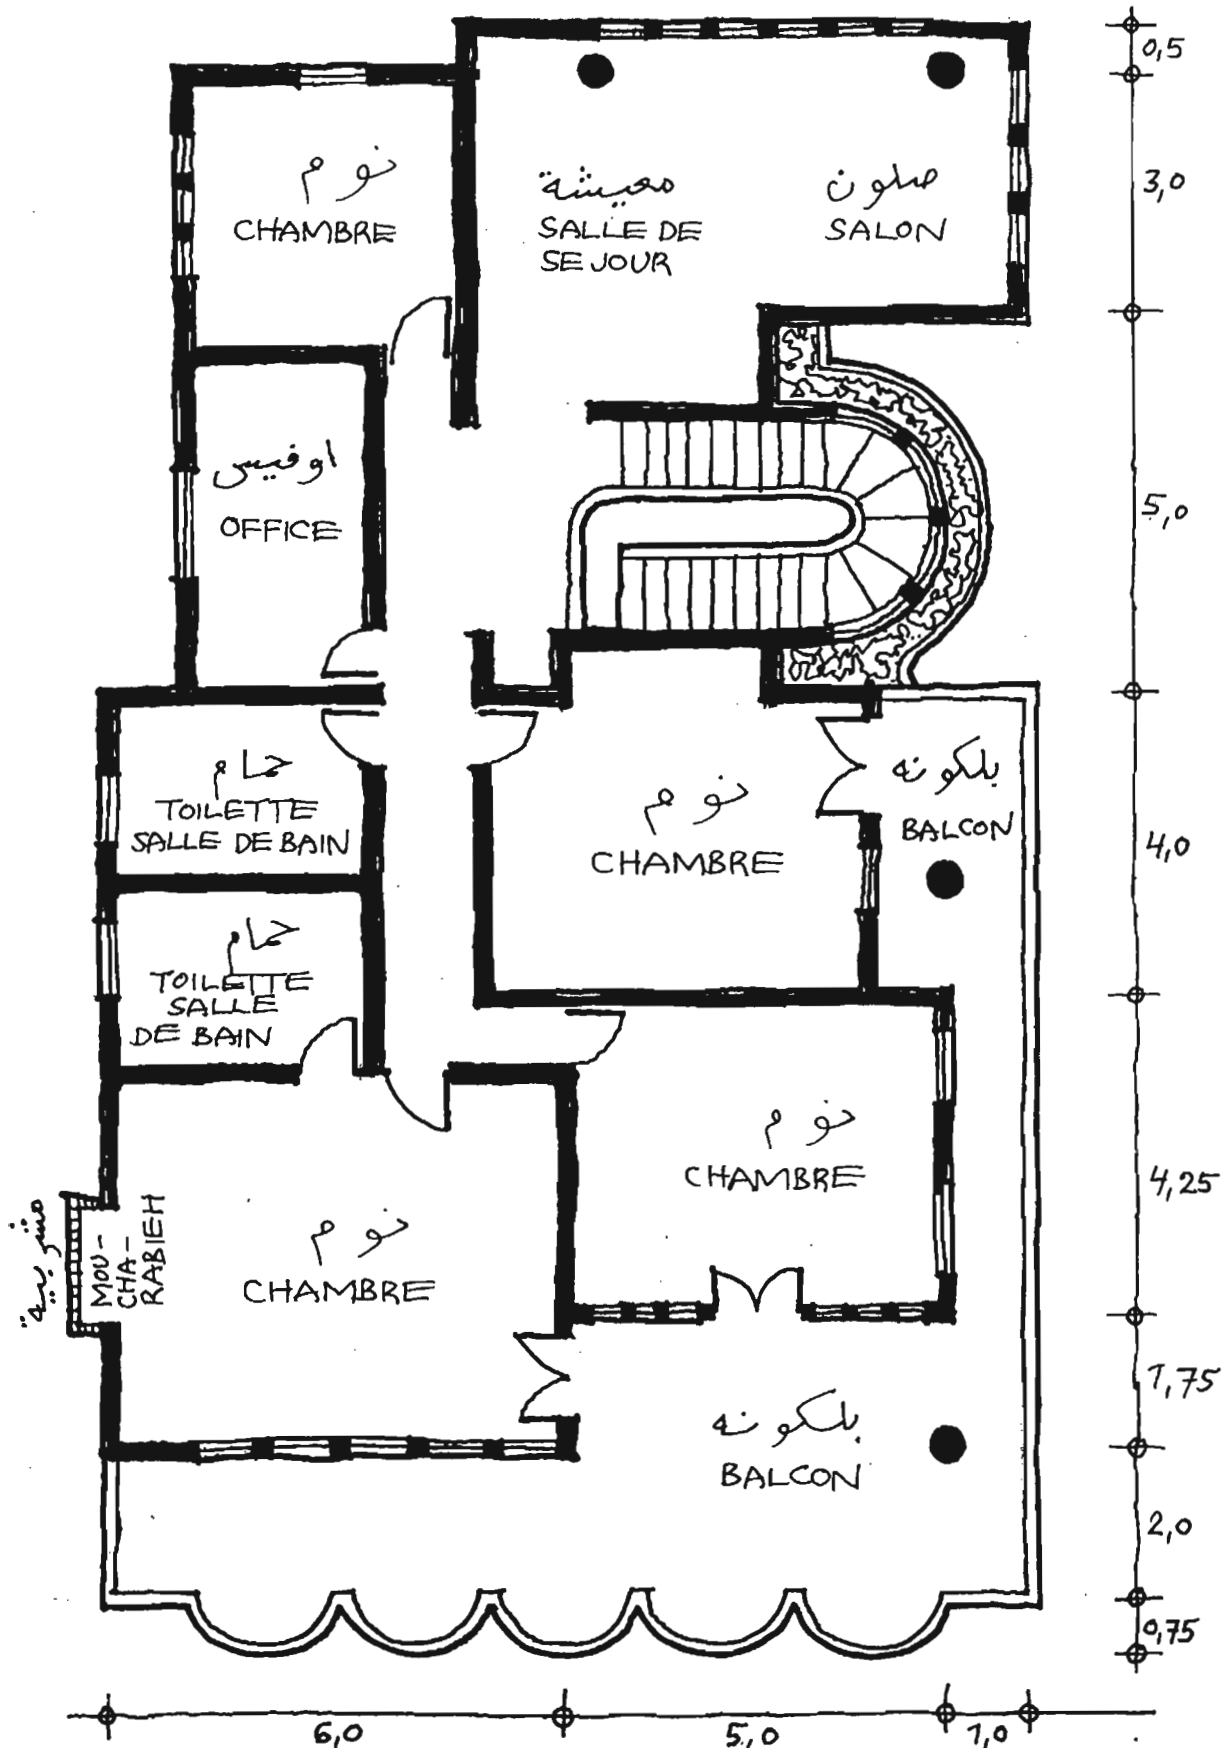 0,5
نوم
CHAMBRE
معيشة
SALLE DE
SEJOUR
صلون
SALON
3,0
اوفيس
OFFICE
5,0
حمام
TOILETTE
SALLE DE BAIN
نوم
CHAMBRE
بلكونه
BALCON
4,0
حمام
TOILETTE
SALLE
DE BAIN
نوم
CHAMBRE
4,25
مشربية
MOU-
CHA-
RABIEH
نوم
CHAMBRE
1,75
بلكونه
BALCON
2,0
0,75
6,0
5,0
1,0